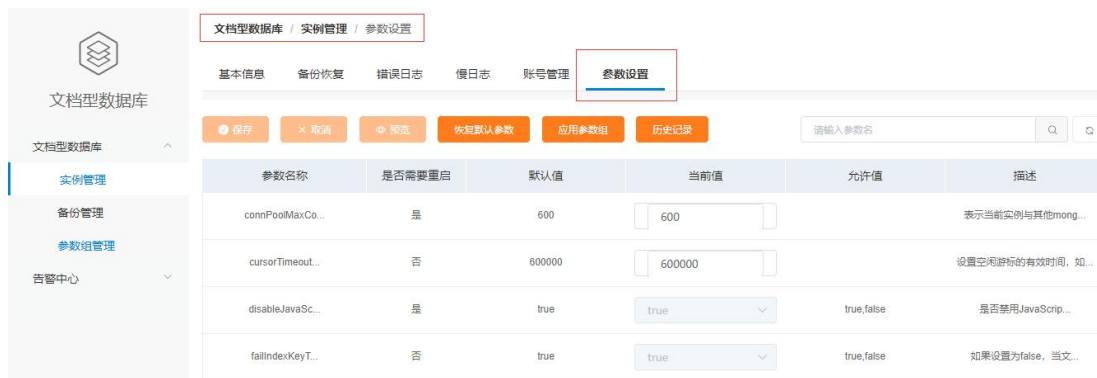 文档型数据库 / 实例管理 / 参数设置
基本信息 备份恢复 错误日志 慢日志 账号管理 参数设置
文档型数据库
保存 取消 预览 恢复默认参数 应用参数组 历史记录 请输入参数名
文档型数据库
实例管理
备份管理
参数组管理
告警中心
参数名称 是否需要重启 默认值 当前值 允许值 描述
connPoolMaxCo... 是 600 600 表示当前实例与其他mong...
cursorTimeout... 否 600000 600000 设置空闲游标的有效时间，如...
disableJavaSc... 是 true true true,false 是否禁用JavaScrip...
failIndexKeyT... 否 true true true,false 如果设置为false，当文...